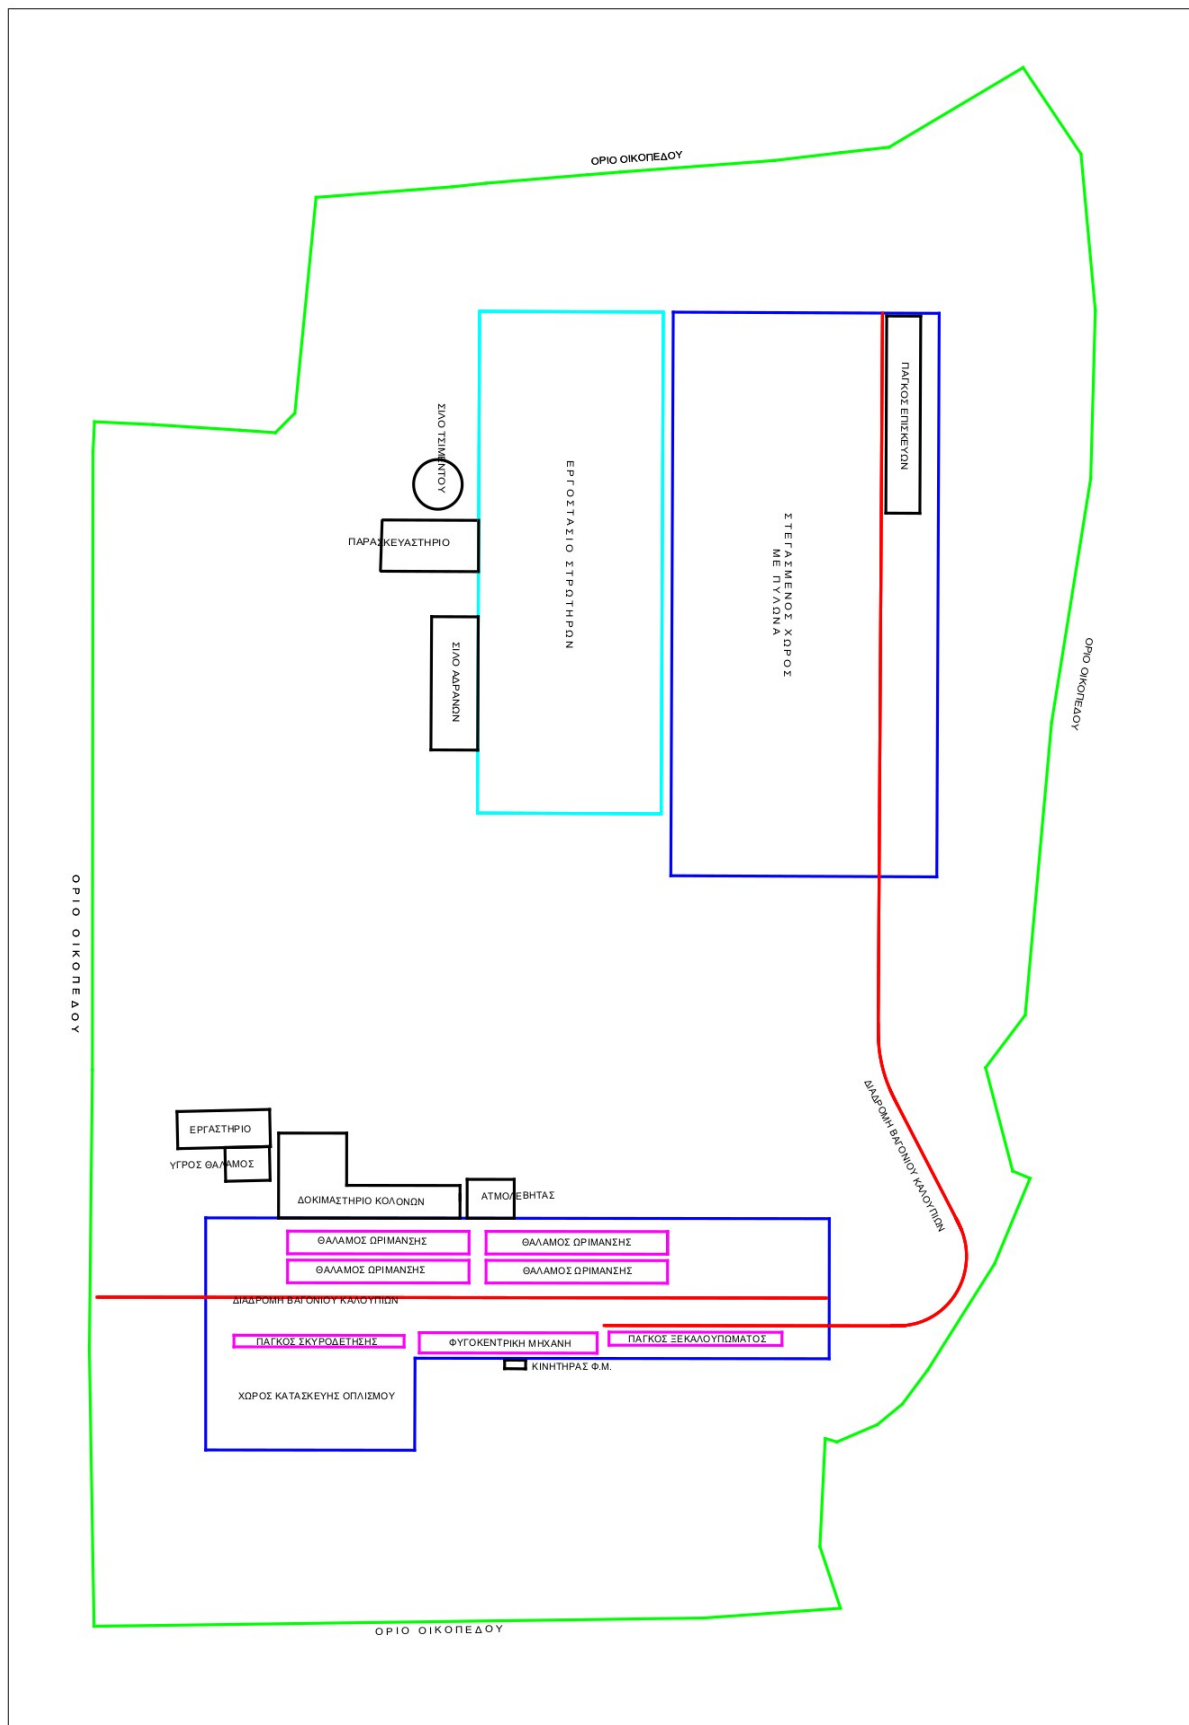 ΟΡΙΟ ΟΙΚΟΠΕΔΟΥ
ΣΙΛΟ ΤΣΙΜΕΝΤΟΥ
ΠΑΡΑΣΚΕΥΑΣΤΗΡΙΟ
ΣΙΛΟ ΑΔΡΑΝΩΝ
ΕΡΓΟΣΤΑΣΙΟ ΣΤΡΩΤΗΡΩΝ
ΣΤΕΓΑΣΜΕΝΟΣ ΧΩΡΟΣ
ΜΕ ΠΥΛΩΝΑ
ΠΑΓΚΟΣ ΕΠΙΣΚΕΥΩΝ
ΟΡΙΟ ΟΙΚΟΠΕΔΟΥ
ΟΡΙΟ ΟΙΚΟΠΕΔΟΥ
ΔΙΑΔΡΟΜΗ ΒΑΓΟΝΙΟΥ ΚΑΛΟΥΠΙΩΝ
ΕΡΓΑΣΤΗΡΙΟ
ΥΓΡΟΣ ΘΑΛΑΜΟΣ
ΔΟΚΙΜΑΣΤΗΡΙΟ ΚΟΛΟΝΩΝ
ΑΤΜΟΛΕΒΗΤΑΣ
ΘΑΛΑΜΟΣ ΩΡΙΜΑΝΣΗΣ
ΘΑΛΑΜΟΣ ΩΡΙΜΑΝΣΗΣ
ΘΑΛΑΜΟΣ ΩΡΙΜΑΝΣΗΣ
ΘΑΛΑΜΟΣ ΩΡΙΜΑΝΣΗΣ
ΔΙΑΔΡΟΜΗ ΒΑΓΟΝΙΟΥ ΚΑΛΟΥΠΙΩΝ
ΠΑΓΚΟΣ ΣΚΥΡΟΔΕΤΗΣΗΣ
ΦΥΓΟΚΕΝΤΡΙΚΗ ΜΗΧΑΝΗ
ΠΑΓΚΟΣ ΞΕΚΑΛΟΥΠΩΜΑΤΟΣ
ΚΙΝΗΤΗΡΑΣ Φ.Μ.
ΧΩΡΟΣ ΚΑΤΑΣΚΕΥΗΣ ΟΠΛΙΣΜΟΥ
ΟΡΙΟ ΟΙΚΟΠΕΔΟΥ